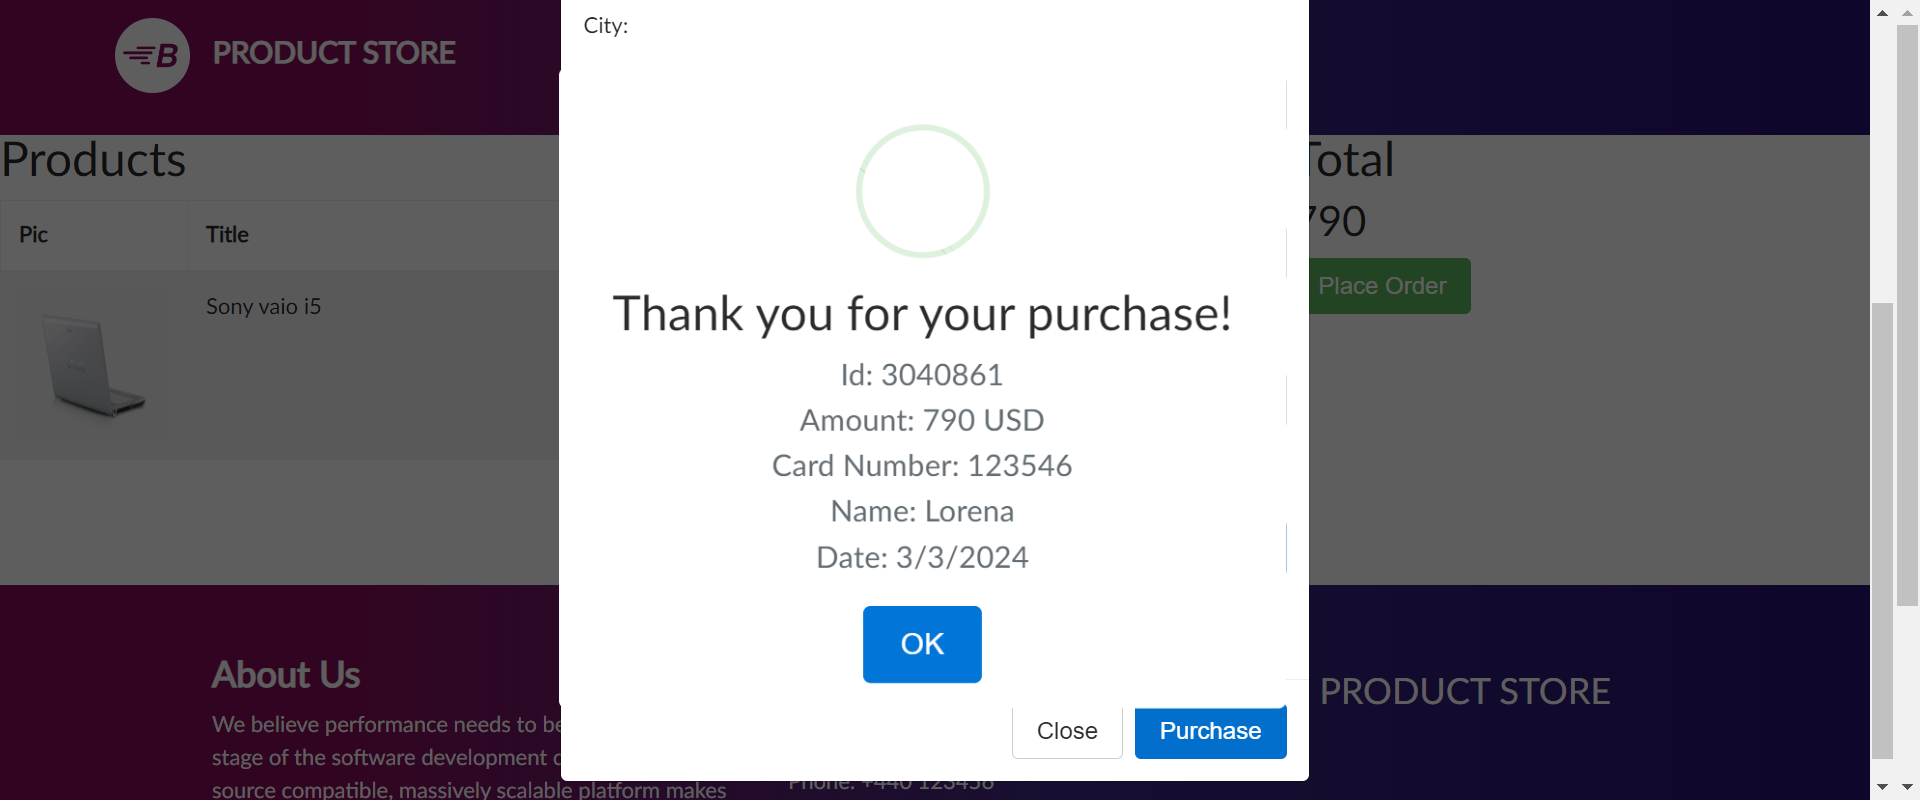 City:
B PRODUCT STORE
Products
Total
Pic
Title
790
Place Order
Sony vaio i5
Thank you for your purchase!
Id: 3040861
Amount: 790 USD
Card Number: 123546
Name: Lorena
Date: 3/3/2024
OK
Close
Purchase
About Us
We believe performance needs to be
stage of the software development
source compatible, massively scalable platform makes
PRODUCT STORE
Phone: +440 123456